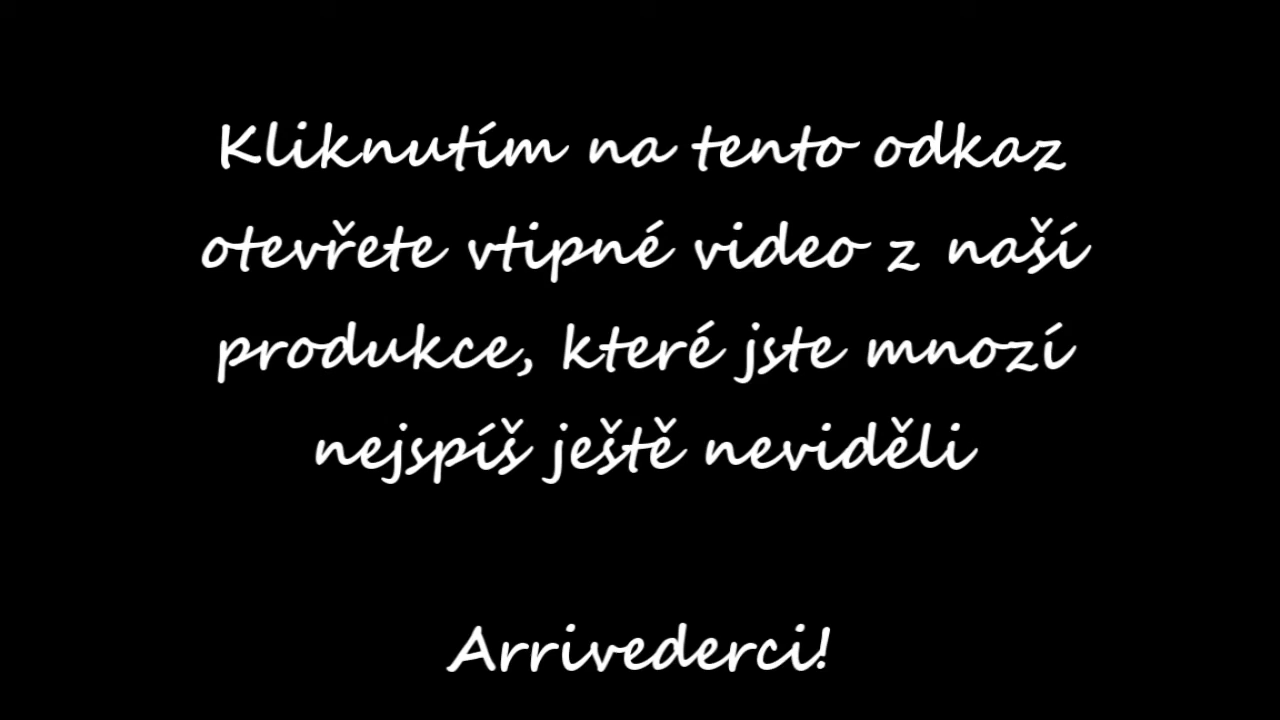 Kliknutím na tento odkaz
otevřete vtipné video z naší
produkce, které jste mnozí
nejspíš ještě neviděli
Arrivederci!